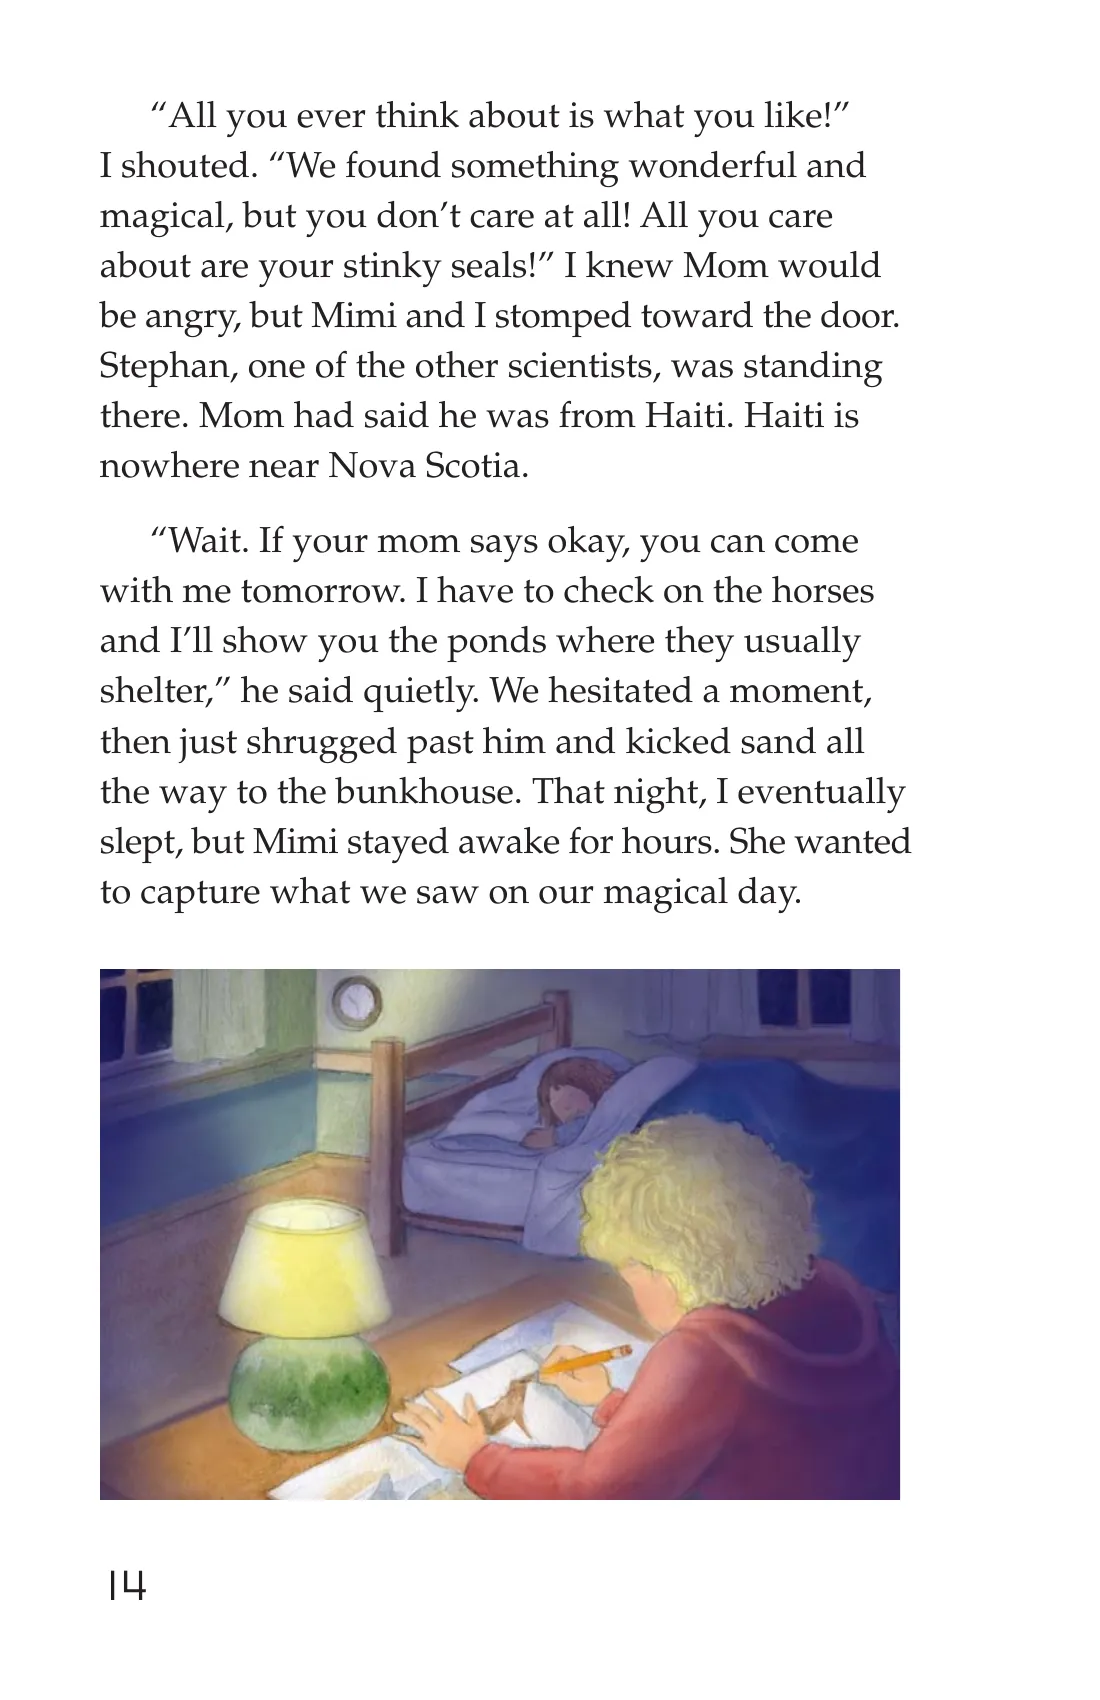 “All you ever think about is what you like!”
I shouted. “We found something wonderful and
magical, but you don’t care at all! All you care
about are your stinky seals!” I knew Mom would
be angry, but Mimi and I stomped toward the door.
Stephan, one of the other scientists, was standing
there. Mom had said he was from Haiti. Haiti is
nowhere near Nova Scotia.
“Wait. If your mom says okay, you can come
with me tomorrow. I have to check on the horses
and I’ll show you the ponds where they usually
shelter,” he said quietly. We hesitated a moment,
then just shrugged past him and kicked sand all
the way to the bunkhouse. That night, I eventually
slept, but Mimi stayed awake for hours. She wanted
to capture what we saw on our magical day.
14